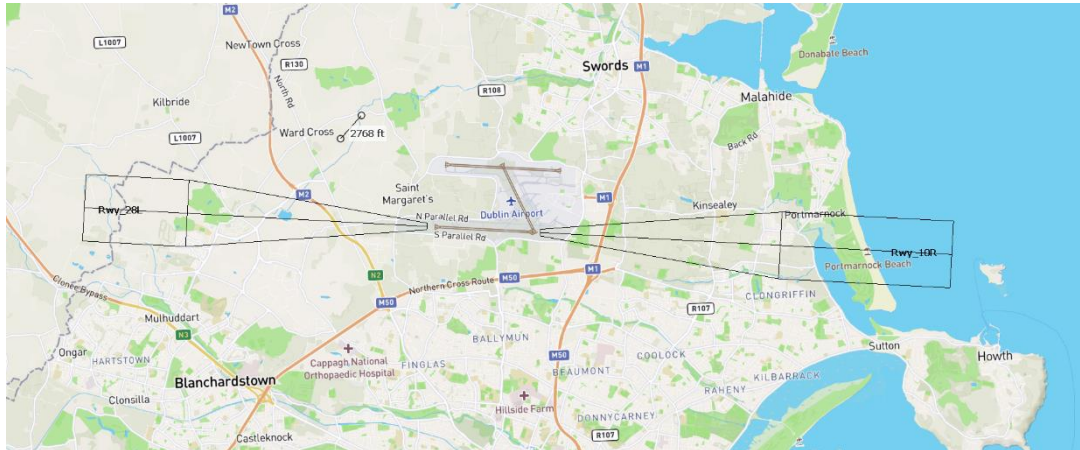 M2
L1007
NewTown Cross
R130
North Rd
Kilbride
L1007
Ward Cross
2768 ft
R108
Swords
M1
Donabate Beach
Malahide
Back Rd
Saint
Margaret's
M2
Rwy_28L
N Parallel Rd
S Parallel Rd
Dublin Airport
M1
Kinsealey
Portmarnock
Rwy_10R
Portmarnock Beach
N2
M50
Northern Cross Route
M50
M1
Clonee Bypass
Mulhuddart
N3
Ongar
HARTSTOWN
Blanchardstown
Clonsilla
Castleknock
Cappagh National
Orthopaedic Hospital
FINGLAS
BALLYMUN
M50
BEAUMONT
COOLOCK
R107
CLONGRIFFIN
RAHENY
KILBARRACK
Sutton
Howth
Hillside Farm
DONNYCARNEY
R107